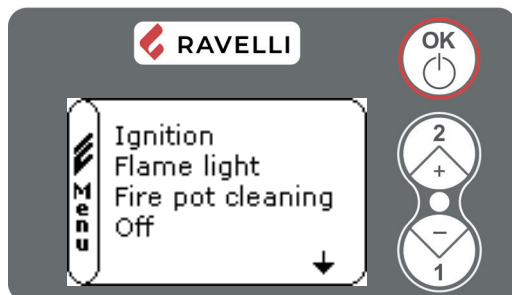 RAVELLI
OK
Menu
Ignition
Flame light
Fire pot cleaning
Off
2
+
−
1